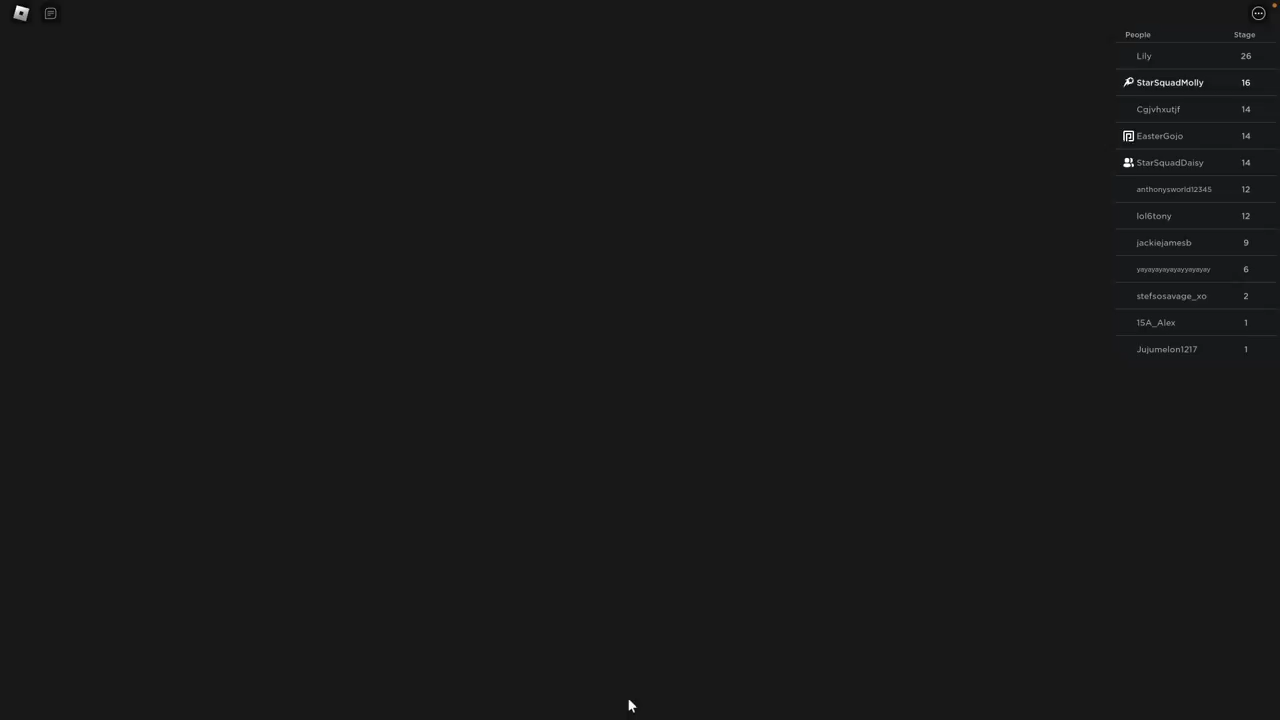 People Stage
Lily 26
StarSquadMolly 16
Cgjvhxutjf 14
EasterGojo 14
StarSquadDaisy 14
anthonysworld12345 12
lol6tony 12
jackiejamesb 9
yayayayayayayyayayay 6
stefsosavage_xo 2
15A_Alex 1
Jujumelon1217 1